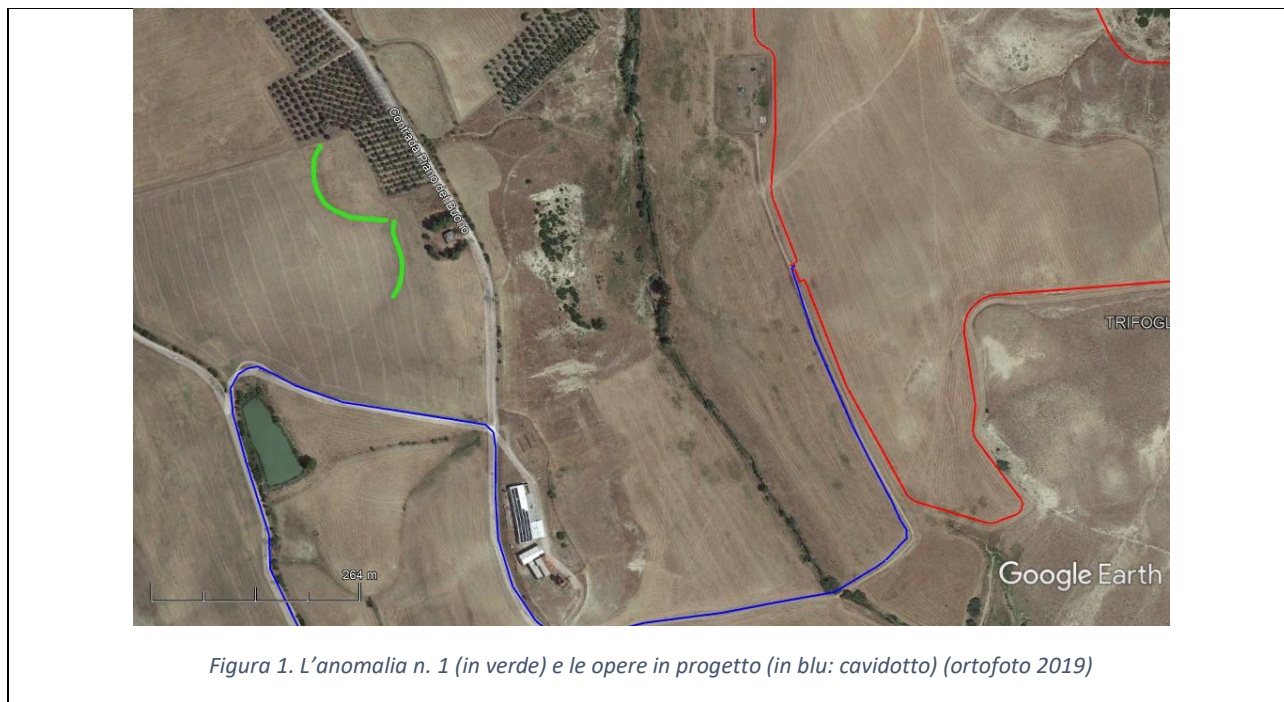 Contrada Piano del Buono
TRIFOGL
264 m
Google Earth
Figura 1. L'anomalia n. 1 (in verde) e le opere in progetto (in blu: cavidotto) (ortofoto 2019)